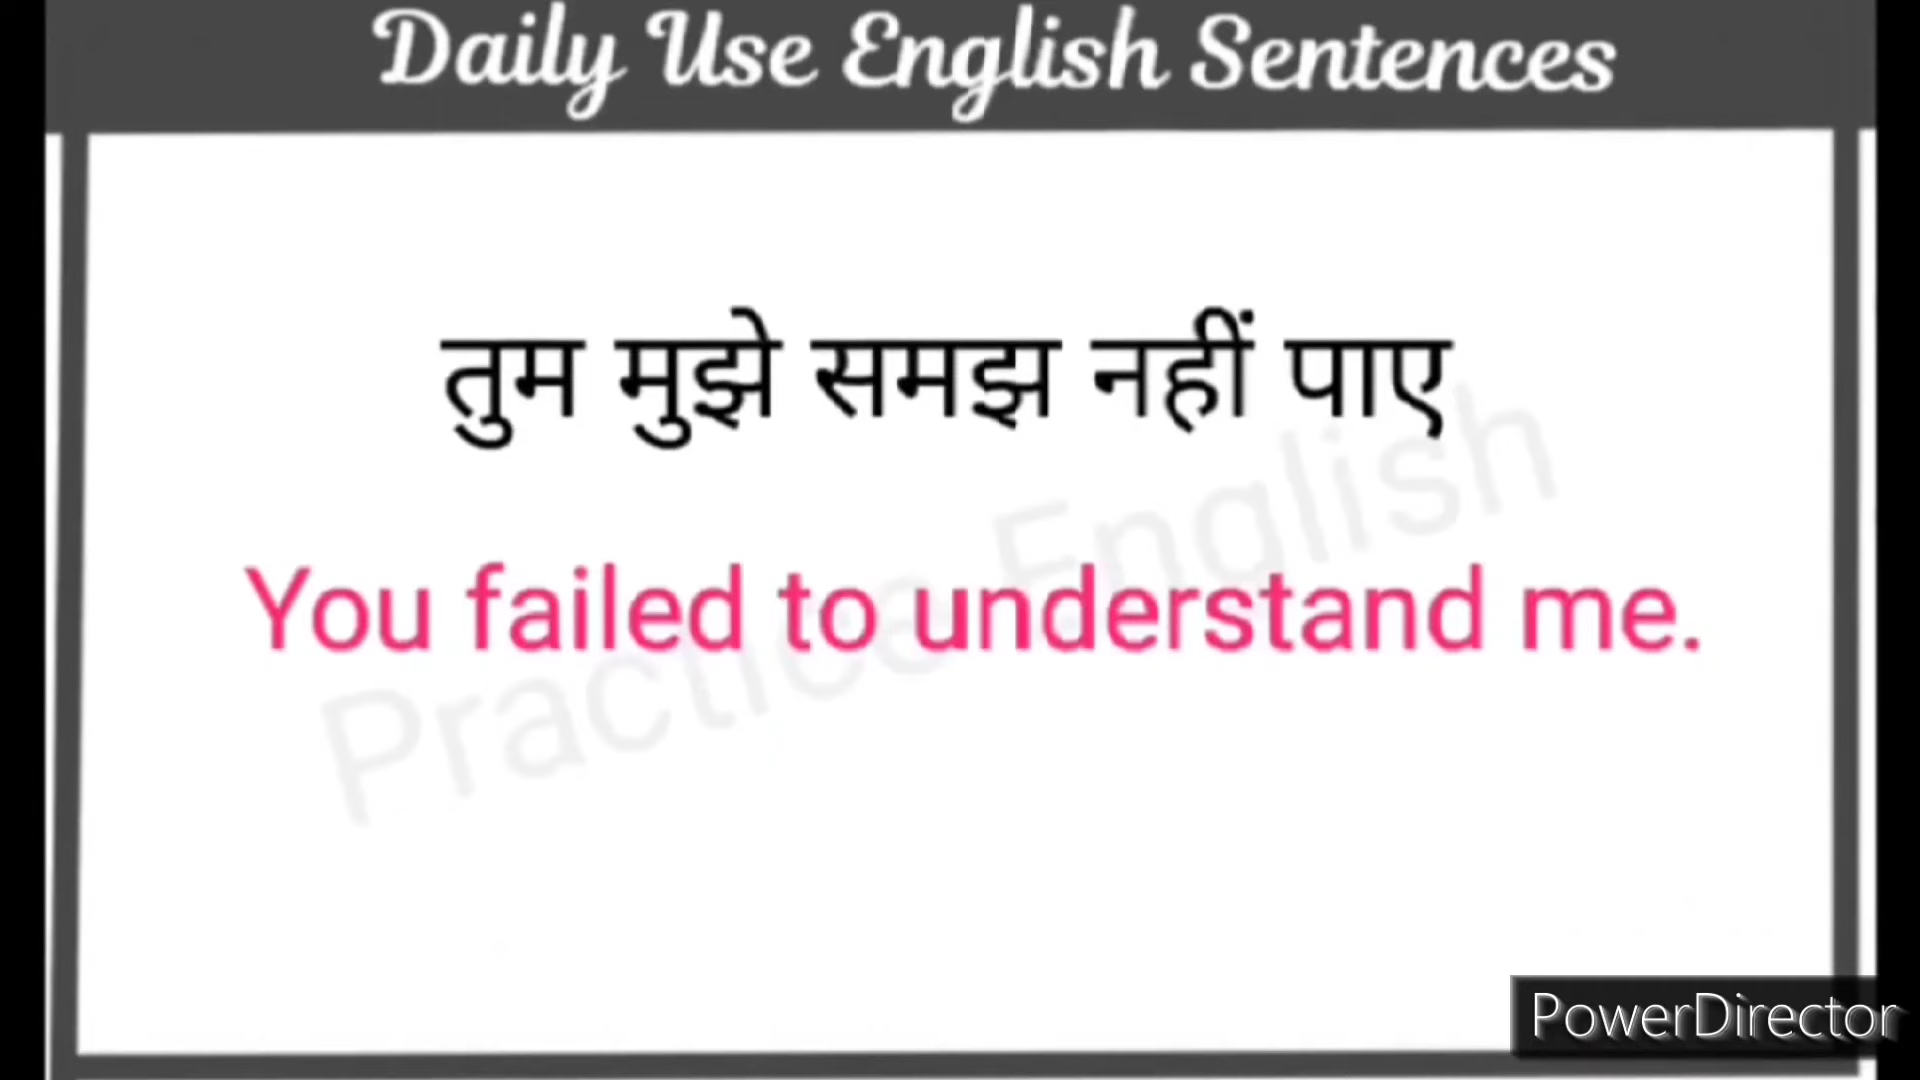 Daily Use English Sentences
तुम मुझे समझ नहीं पाए
You failed to understand me.
Practice English
PowerDirector